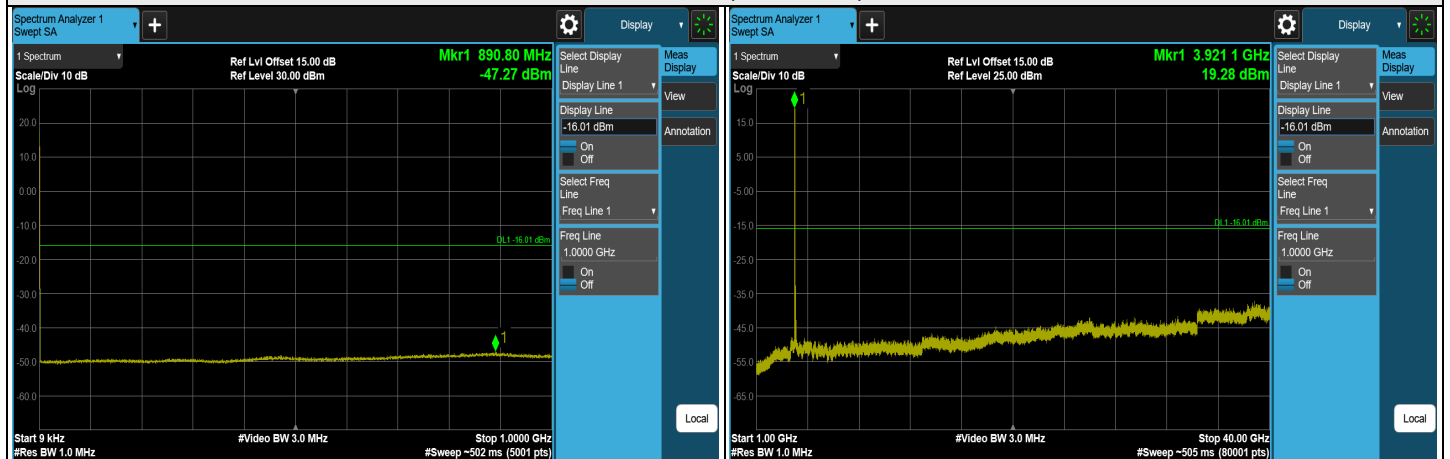 Spectrum Analyzer 1
Swept SA
+
Display
1 Spectrum
Scale/Div 10 dB
Log
Ref Lvl Offset 15.00 dB
Ref Level 30.00 dBm
Mkr1 890.80 MHz
-47.27 dBm
20.0
10.0
0.00
-10.0
-20.0
-30.0
-40.0
-50.0
-60.0
DL1 -16.01 dBm
1
Start 9 kHz
#Res BW 1.0 MHz
#Video BW 3.0 MHz
Stop 1.0000 GHz
#Sweep ~502 ms (5001 pts)
Select Display
Line
Display Line 1
Display Line
-16.01 dBm
On
Off
Select Freq
Line
Freq Line 1
Freq Line
1.0000 GHz
On
Off
Meas
Display
View
Annotation
Local
Spectrum Analyzer 1
Swept SA
+
Display
1 Spectrum
Scale/Div 10 dB
Log
Ref Lvl Offset 15.00 dB
Ref Level 25.00 dBm
Mkr1 3.921 1 GHz
19.28 dBm
1
15.0
5.00
-5.00
-15.0
-25.0
-35.0
-45.0
-55.0
-65.0
DL1 -16.01 dBm
Start 1.00 GHz
#Res BW 1.0 MHz
#Video BW 3.0 MHz
Stop 40.00 GHz
#Sweep ~505 ms (80001 pts)
Select Display
Line
Display Line 1
Display Line
-16.01 dBm
On
Off
Select Freq
Line
Freq Line 1
Freq Line
1.0000 GHz
On
Off
Meas
Display
View
Annotation
Local